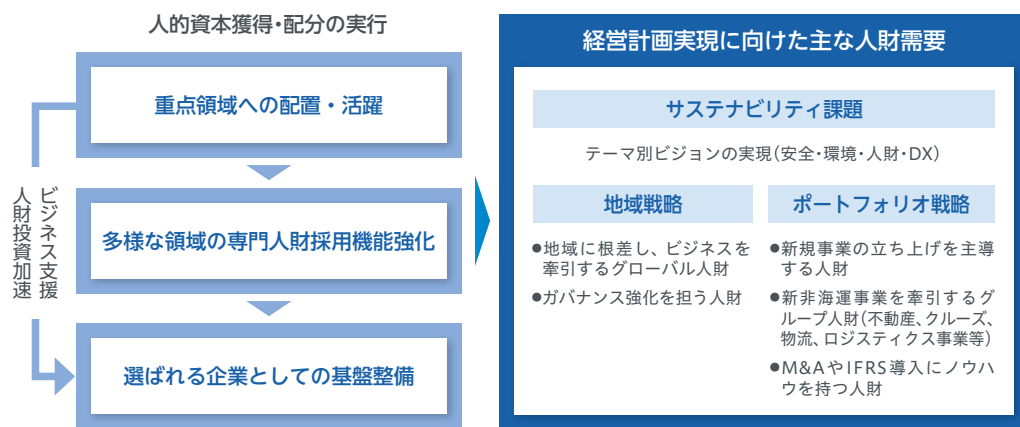 人的資本獲得・配分の実行
重点領域への配置・活躍
多様な領域の専門人財採用機能強化
選ばれる企業としての基盤整備
ビジネス支援
人財投資加速
経営計画実現に向けた主な人財需要
サステナビリティ課題
テーマ別ビジョンの実現(安全・環境・人財・DX)
地域戦略
●地域に根差し、ビジネスを
牽引するグローバル人財
●ガバナンス強化を担う人財
ポートフォリオ戦略
●新規事業の立ち上げを主導
する人財
●新非海運事業を牽引するグ
ループ人財(不動産、クルーズ、
物流、ロジスティクス事業等)
●M&AやIFRS導入にノウハ
ウを持つ人財